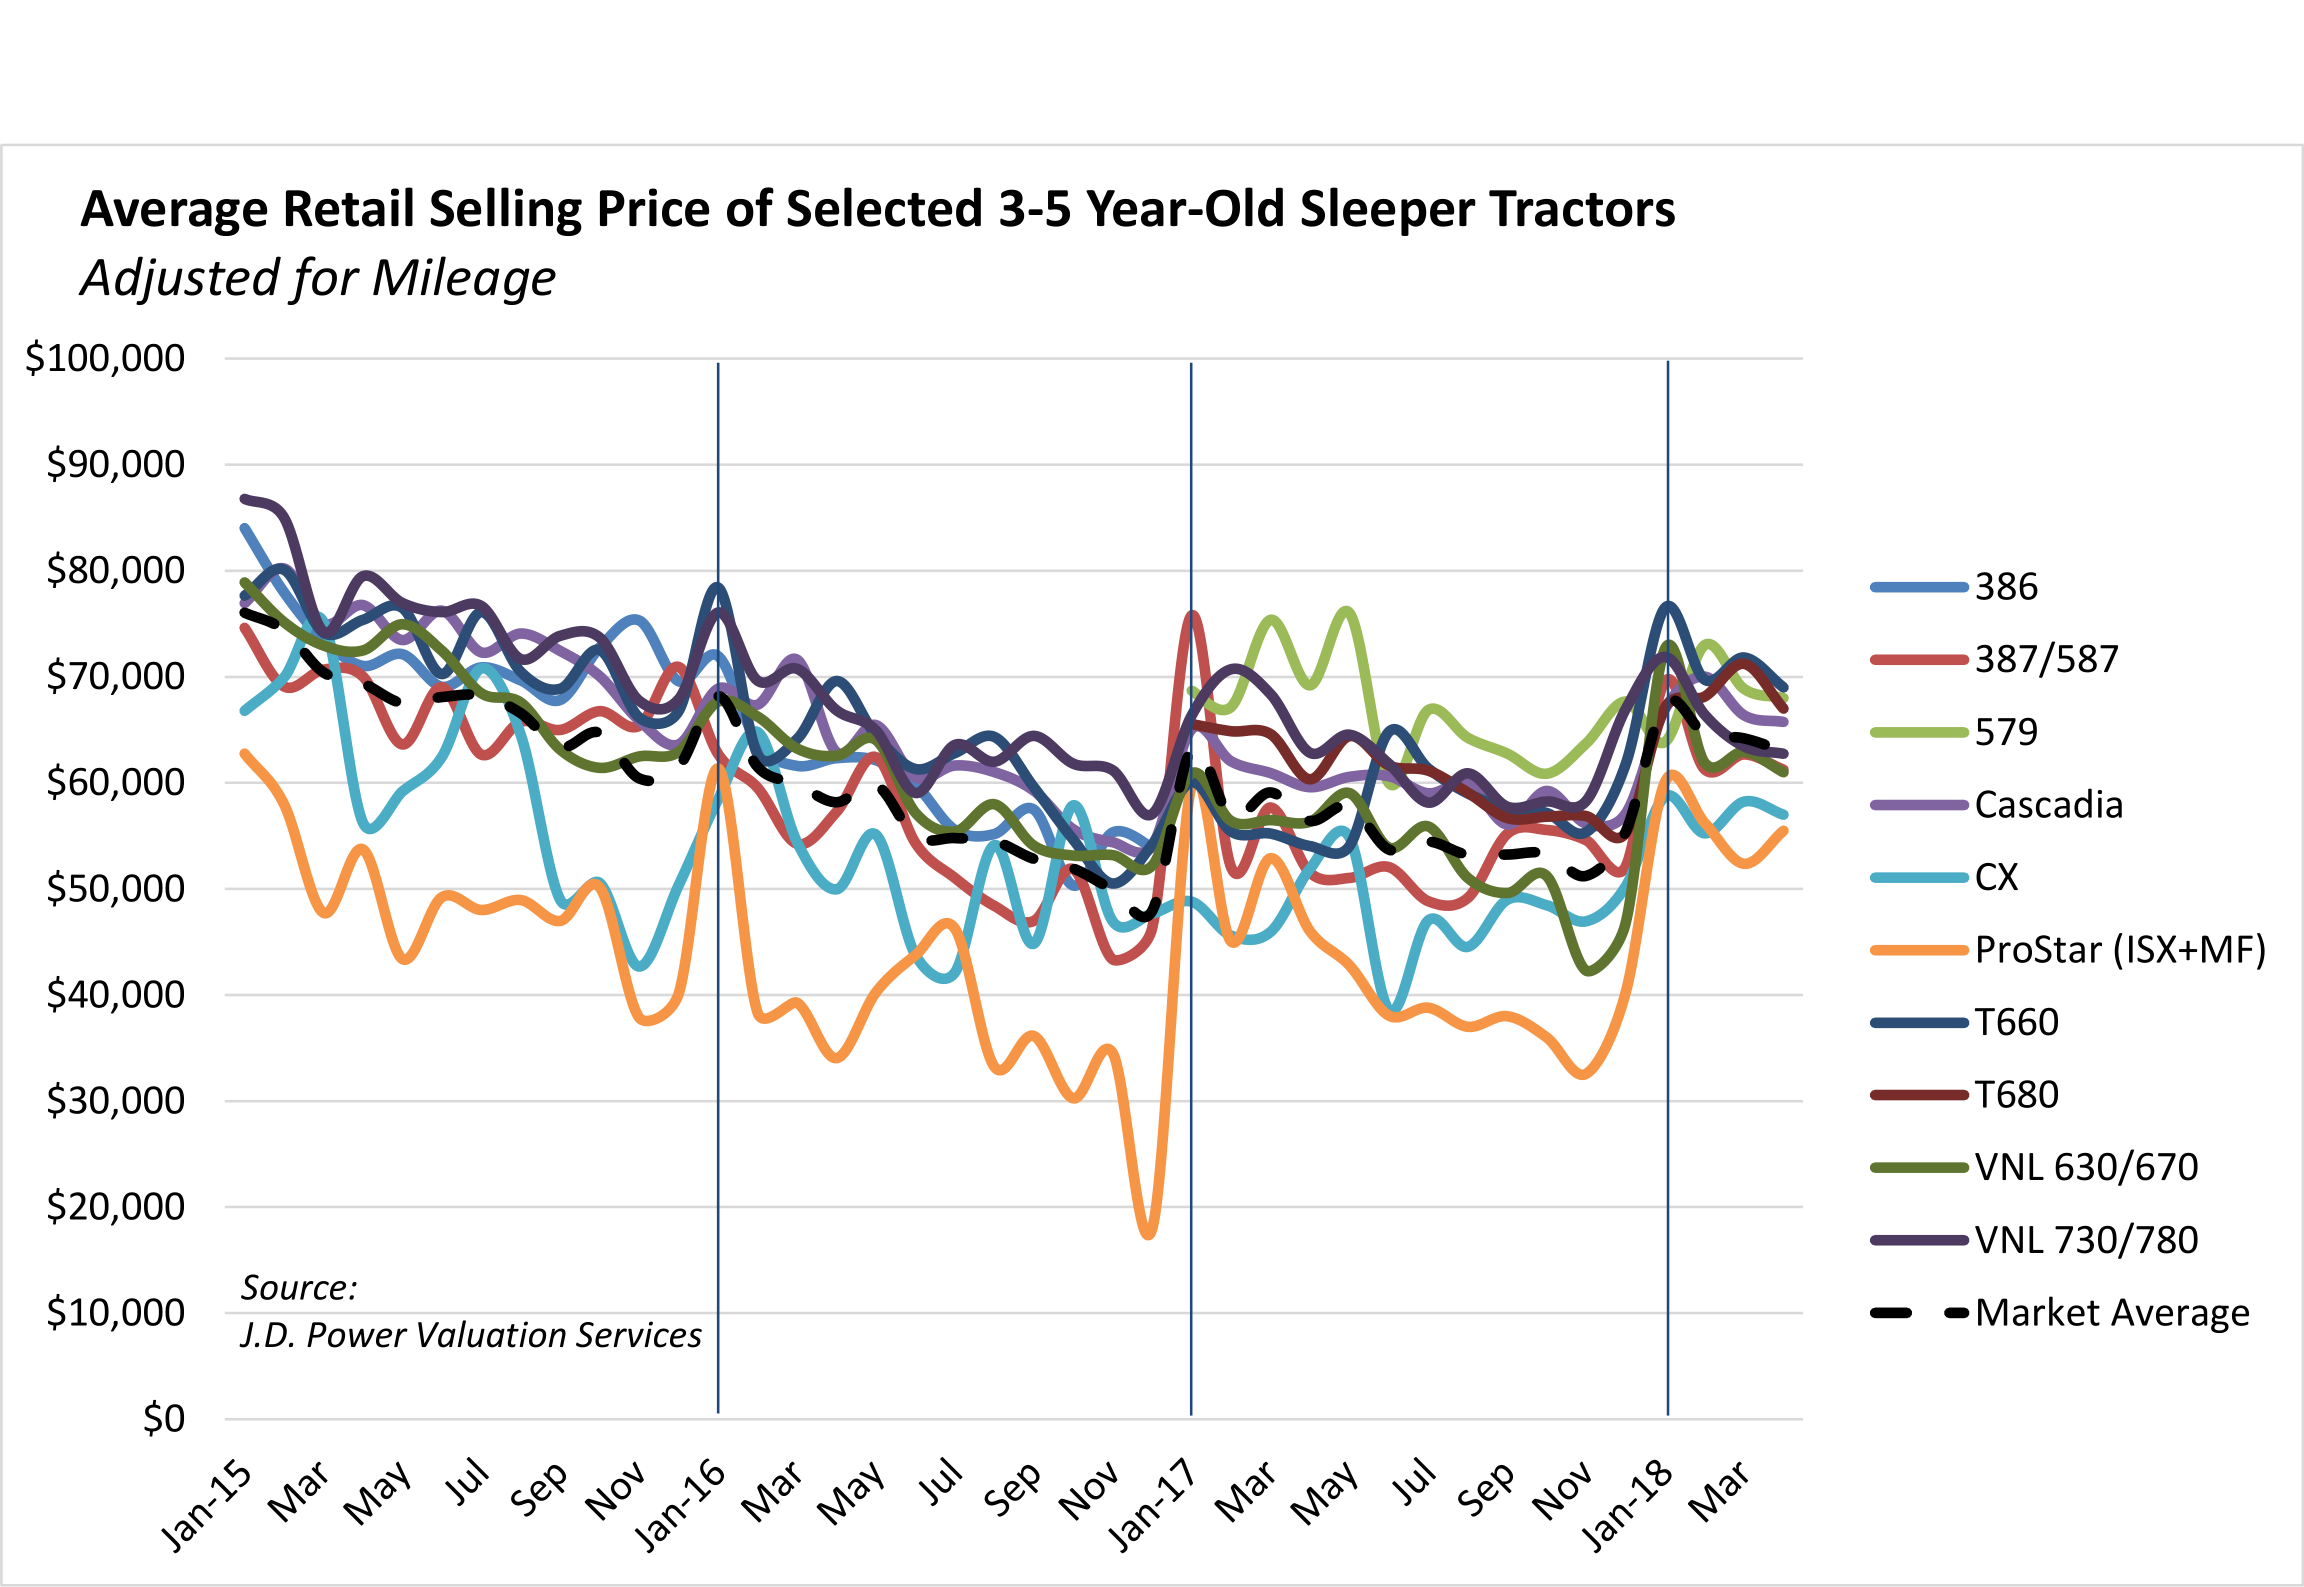 Average Retail Selling Price of Selected 3-5 Year-Old Sleeper Tractors
Adjusted for Mileage
$100,000
$90,000
$80,000
$70,000
$60,000
$50,000
$40,000
$30,000
$20,000
$10,000
$0
Source:
J.D. Power Valuation Services
Jan-15
Mar
May
Jul
Sep
Nov
Jan-16
Mar
May
Jul
Sep
Nov
Jan-17
Mar
May
Jul
Sep
Nov
Jan-18
Mar
386
387/587
579
Cascadia
CX
ProStar (ISX+MF)
T660
T680
VNL 630/670
VNL 730/780
Market Average